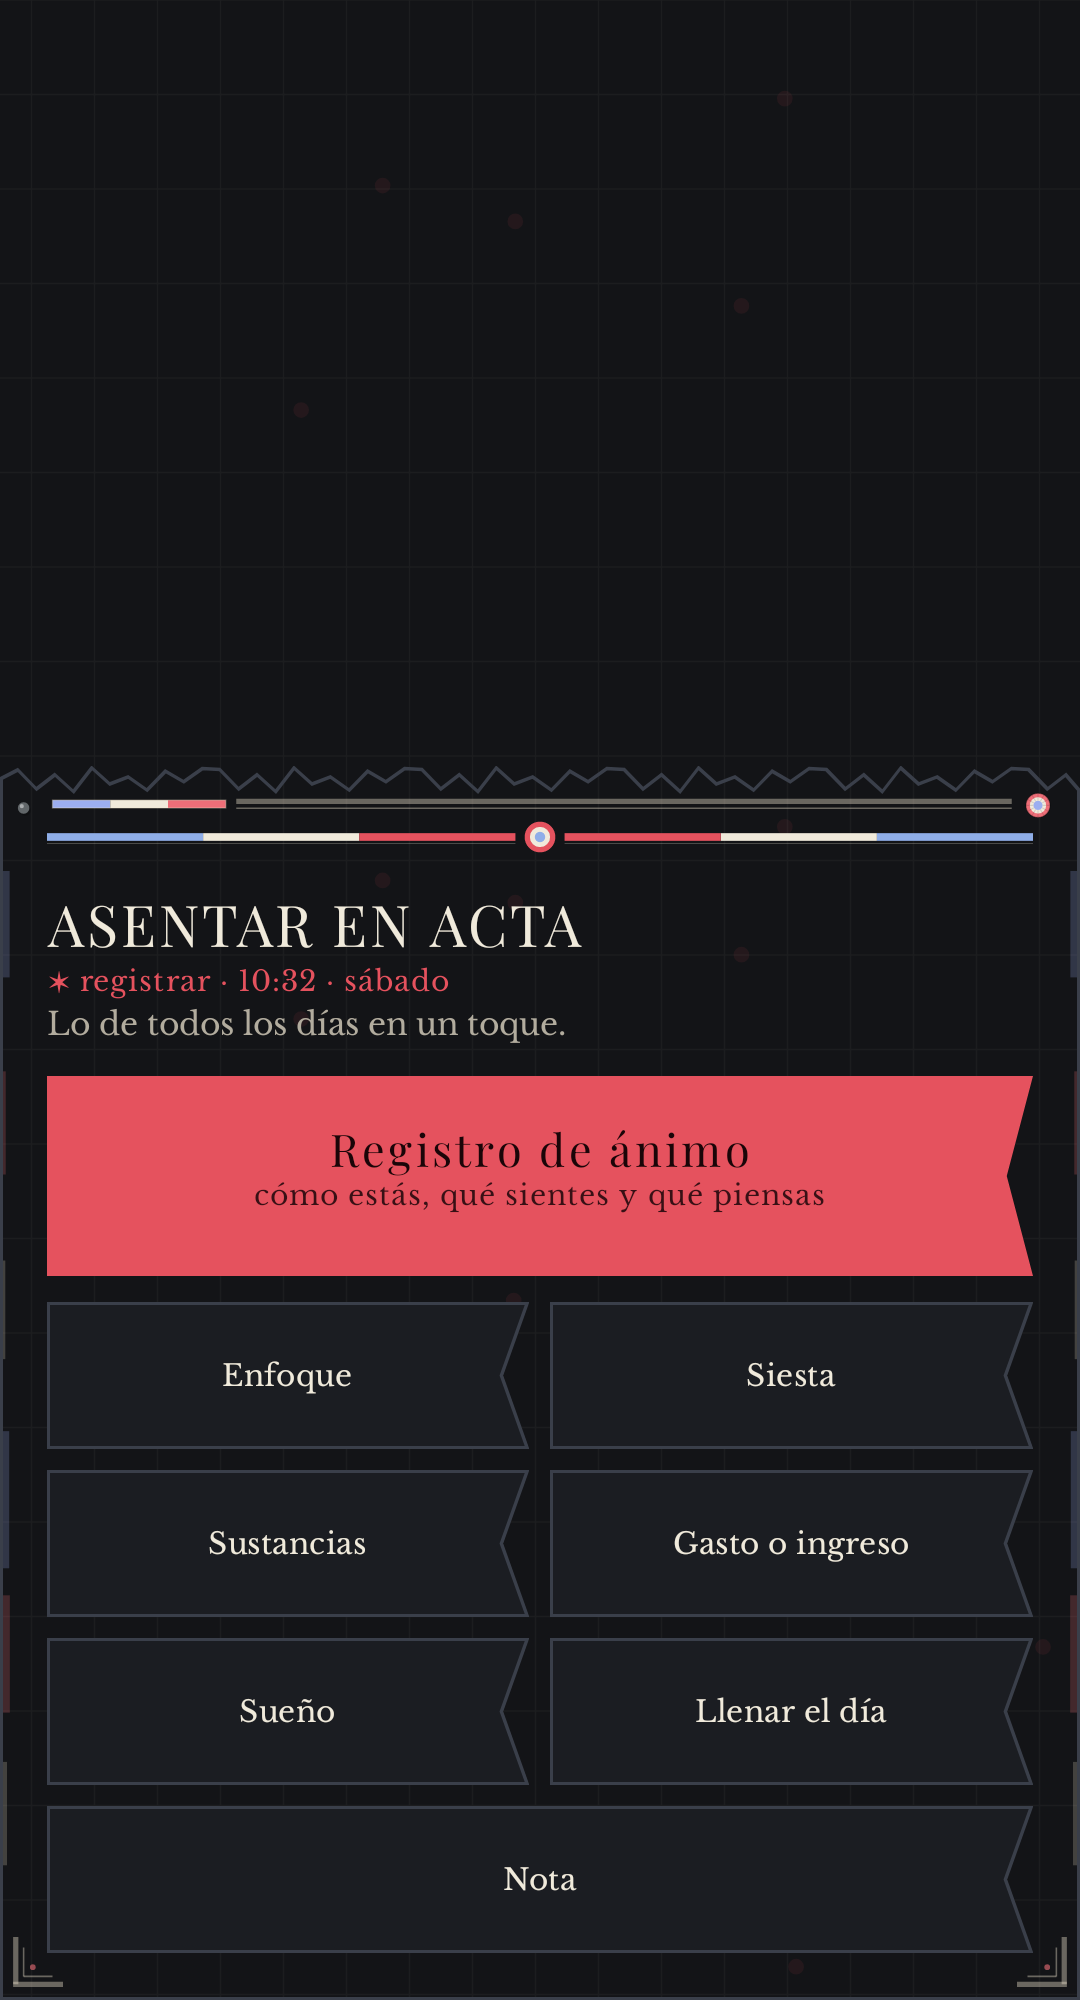 ASENTAR EN ACTA
✶ registrar · 10:32 · sábado
Lo de todos los días en un toque.
Registro de ánimo
cómo estás, qué sientes y qué piensas
Enfoque
Siesta
Sustancias
Gasto o ingreso
Sueño
Llenar el día
Nota